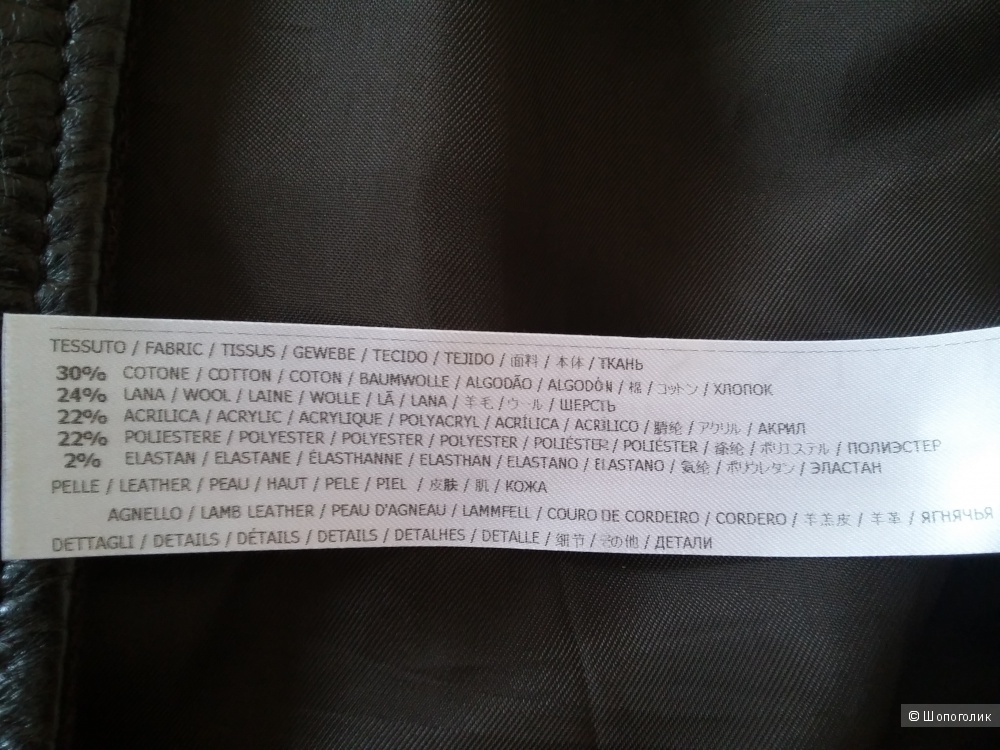 TESSUTO / FABRIC / TISSUS / GEWEBE / TECIDO / TEJIDO / 面料 / 本体 / ТКАНЬ
30% COTONE / COTTON / COTON / BAUMWOLLE / ALGODÃO / ALGODÓN / 棉 / コットン / ХЛОПОК
24% LANA / WOOL / LAINE / WOLLE / LÃ / LANA / 羊毛 / ウール / ШЕРСТЬ
22% ACRILICA / ACRYLIC / ACRYLIQUE / POLYACRYL / ACRÍLICA / ACRÍLICO / 腈纶 / アクリル / АКРИЛ
22% POLIESTERE / POLYESTER / POLYESTER / POLYESTER / POLIÉSTER / POLIÉSTER / 涤纶 / ポリエステル / ПОЛИЭСТЕР
2% ELASTAN / ELASTANE / ÉLASTHANNE / ELASTHAN / ELASTANO / ELASTANO / 氨纶 / ポリウレタン / ЭЛАСТАН
PELLE / LEATHER / PEAU / HAUT / PELE / PIEL / 皮肤 / 肌 / КОЖА
AGNELLO / LAMB LEATHER / PEAU D'AGNEAU / LAMMFELL / COURO DE CORDEIRO / CORDERO / 羊羔皮 / 羊革 / ЯГНЯЧЬЯ
DETTAGLI / DETAILS / DÉTAILS / DETAILS / DETALHES / DETALLE / 细节 / その他 / ДЕТАЛИ
© Шопоголик